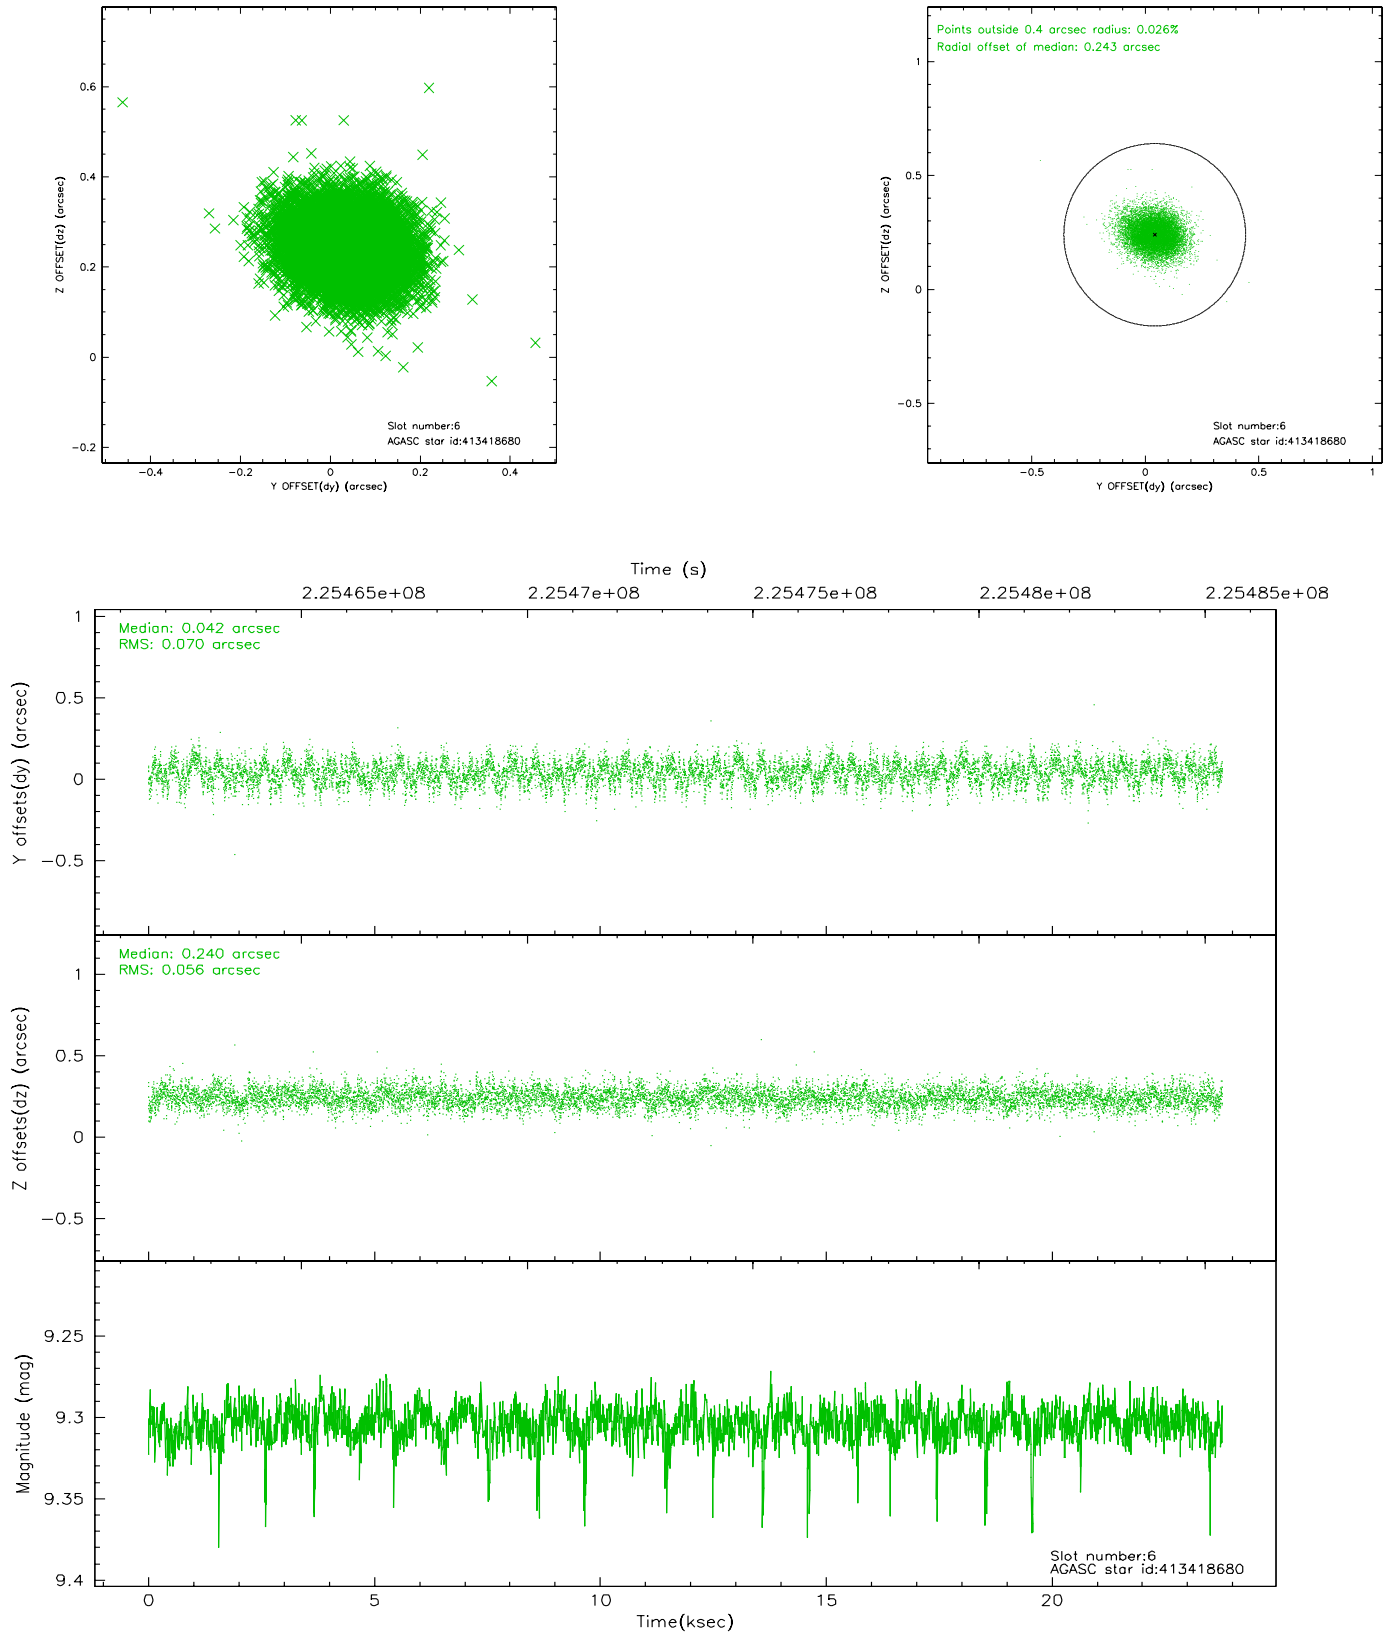 0.6
0.4
0.2
0
−0.2
Z OFFSET(dz) (arcsec)
Slot number:6
AGASC star id:413418680
−0.4 −0.2 0 0.2 0.4
Y OFFSET(dy) (arcsec)
Points outside 0.4 arcsec radius: 0.026%
Radial offset of median: 0.243 arcsec
1
0.5
0
−0.5
Z OFFSET(dz) (arcsec)
Slot number:6
AGASC star id:413418680
−0.5 0 0.5 1
Y OFFSET(dy) (arcsec)
Time (s)
2.25465e+08 2.2547e+08 2.25475e+08 2.2548e+08 2.25485e+08
Median: 0.042 arcsec
RMS: 0.070 arcsec
1
0.5
0
−0.5
Y offsets(dy) (arcsec)
Median: 0.240 arcsec
RMS: 0.056 arcsec
1
0.5
0
−0.5
Z offsets(dz) (arcsec)
9.25
9.3
9.35
9.4
Magnitude (mag)
Slot number:6
AGASC star id:413418680
0 5 10 15 20
Time(ksec)